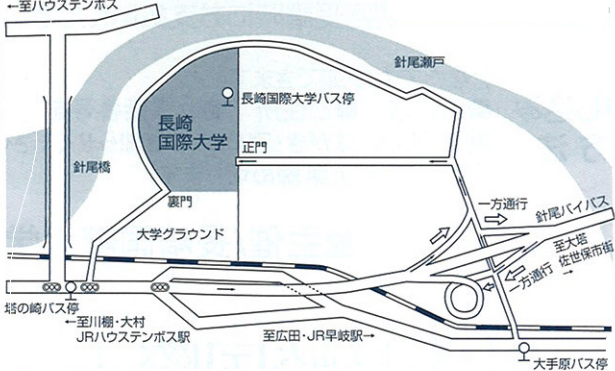 ←至ハウステンボス
針尾瀬戸
長崎国際大学バス停
長崎
国際大学
正門
針尾橋
裏門
一方通行
針尾バイパス
大学グラウンド
至大塔
佐世保市街
→
一方通行
塔の崎バス停
←至川棚・大村
JRハウステンボス駅
至広田・JR早岐駅→
大手原バス停